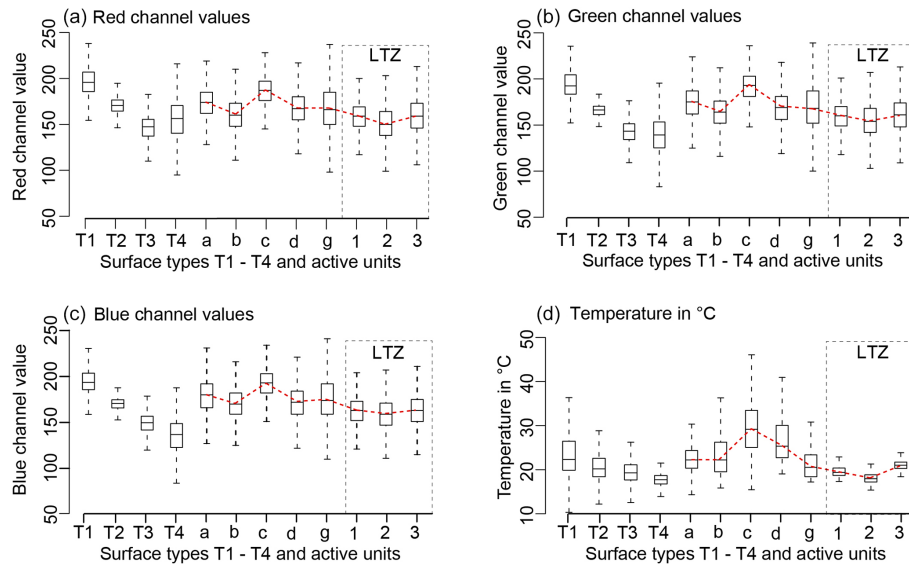 (a) Red channel values
Red channel value
250
200
150
100
50
LTZ
T1 T2 T3 T4 a b c d g 1 2 3
Surface types T1 - T4 and active units
(b) Green channel values
Green channel value
250
200
150
100
50
LTZ
T1 T2 T3 T4 a b c d g 1 2 3
Surface types T1 - T4 and active units
(c) Blue channel values
Blue channel value
250
200
150
100
50
LTZ
T1 T2 T3 T4 a b c d g 1 2 3
Surface types T1 - T4 and active units
(d) Temperature in °C
Temperature in °C
50
40
30
20
10
LTZ
T1 T2 T3 T4 a b c d g 1 2 3
Surface types T1 - T4 and active units